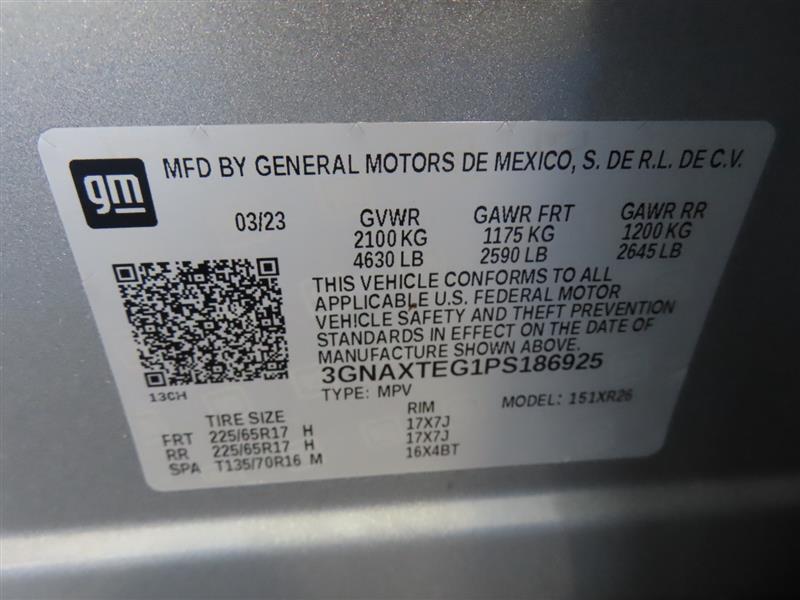 gm
MFD BY GENERAL MOTORS DE MEXICO, S. DE R.L. DE C.V.
03/23 GVWR GAWR FRT GAWR RR
2100 KG 1175 KG 1200 KG
4630 LB 2590 LB 2645 LB
THIS VEHICLE CONFORMS TO ALL
APPLICABLE U.S. FEDERAL MOTOR
VEHICLE SAFETY AND THEFT PREVENTION
STANDARDS IN EFFECT ON THE DATE OF
MANUFACTURE SHOWN ABOVE.
3GNAXTEG1PS186925
13CH
TYPE: MPV MODEL: 151XR26
TIRE SIZE RIM
FRT 225/65R17 H 17X7J
RR 225/65R17 H 17X7J
SPA T135/70R16 M 16X4BT